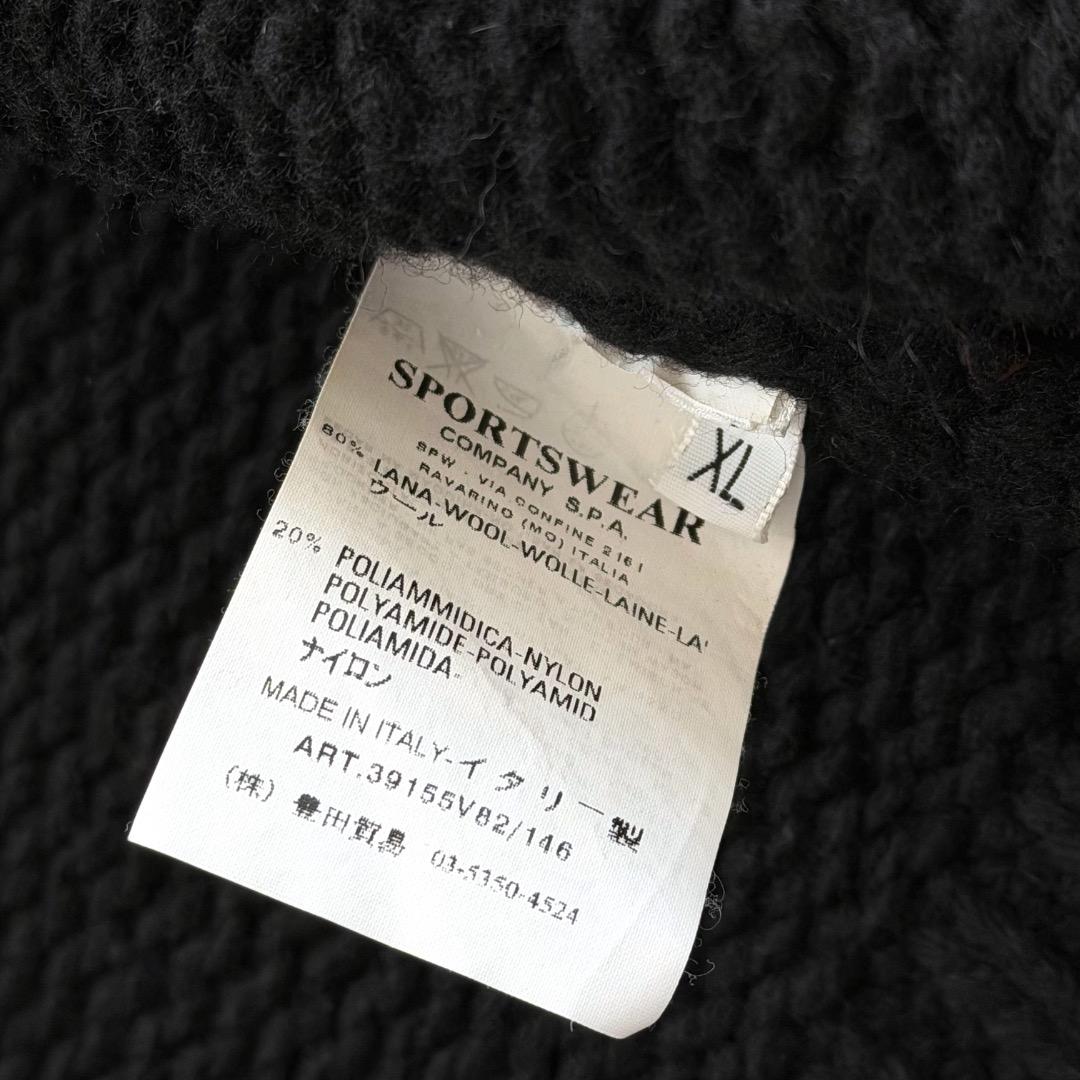 SPORTSWEAR
COMPANY S.P.A.
SPW - VIA CONFINE 2161
RAVARINO (MO) ITALIA
80% LANA-WOOL-WOLLE-LAINE-LA'
ウール
20% POLIAMMIDICA-NYLON
POLYAMIDE-POLYAMID
POLIAMIDA-
ナイロン
MADE IN ITALY-イタリー製
ART.39155V82/146
(株) 豊田貿易 03-5350-4524
XL